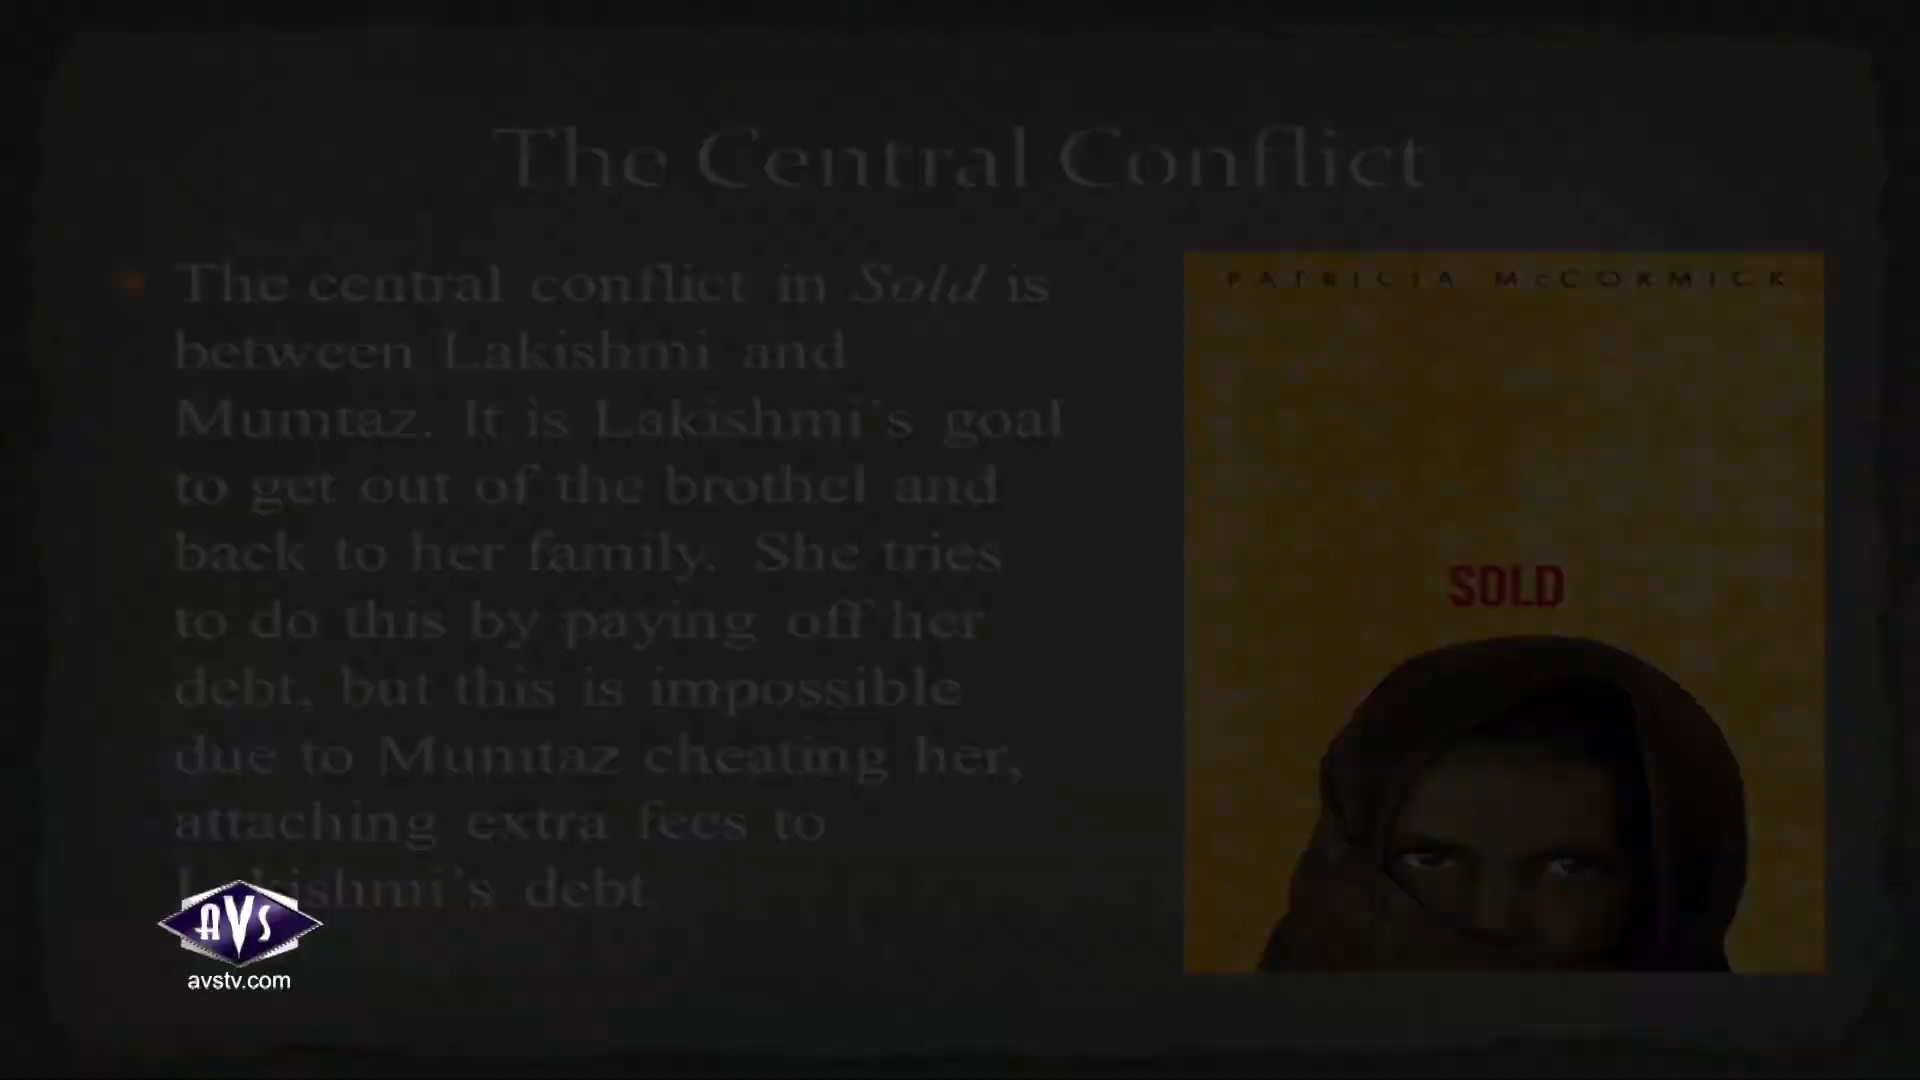 The Central Conflict
The central conflict in Sold is
between Lakishmi and
Mumtaz. It is Lakishmi's goal
to get out of the brothel and
back to her family. She tries
to do this by paying off her
debt, but this is impossible
due to Mumtaz cheating her,
attaching extra fees to
Lakishmi's debt
PATRICIA McCORMICK
SOLD
AVS
avstv.com